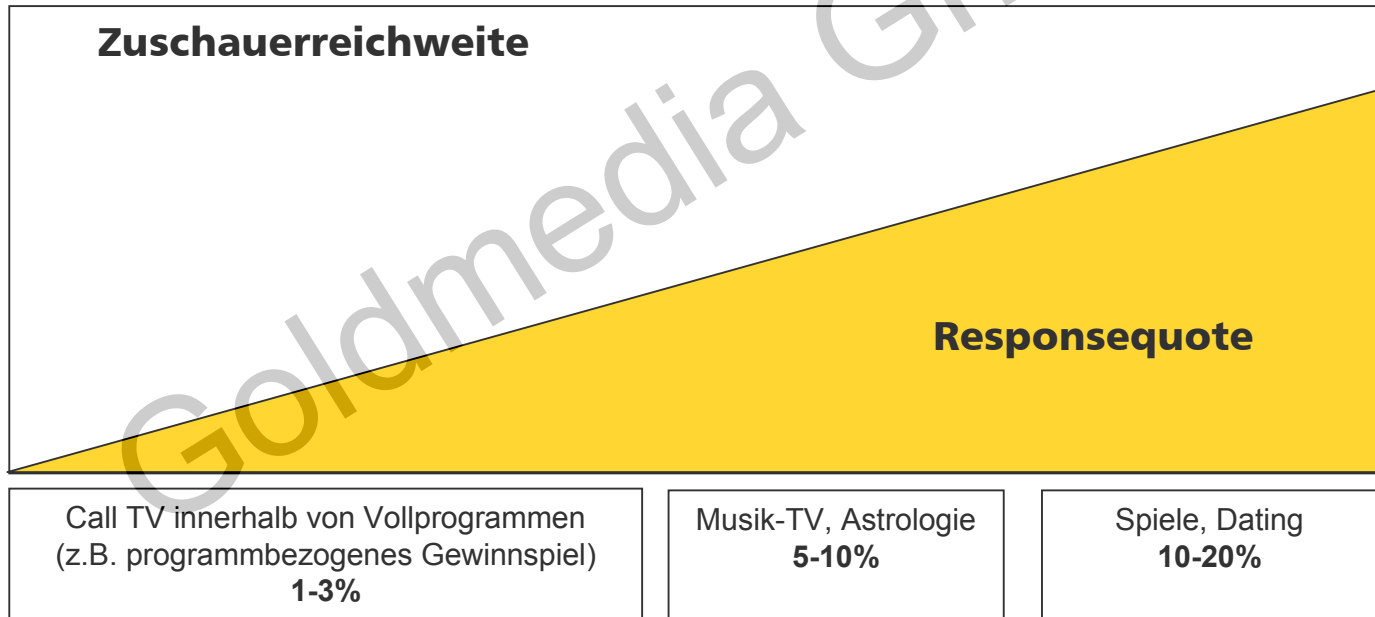 Zuschauerreichweite
Goldmedia
Responsequote
Call TV innerhalb von Vollprogrammen
(z.B. programmbezogenes Gewinnspiel)
1-3%
Musik-TV, Astrologie
5-10%
Spiele, Dating
10-20%